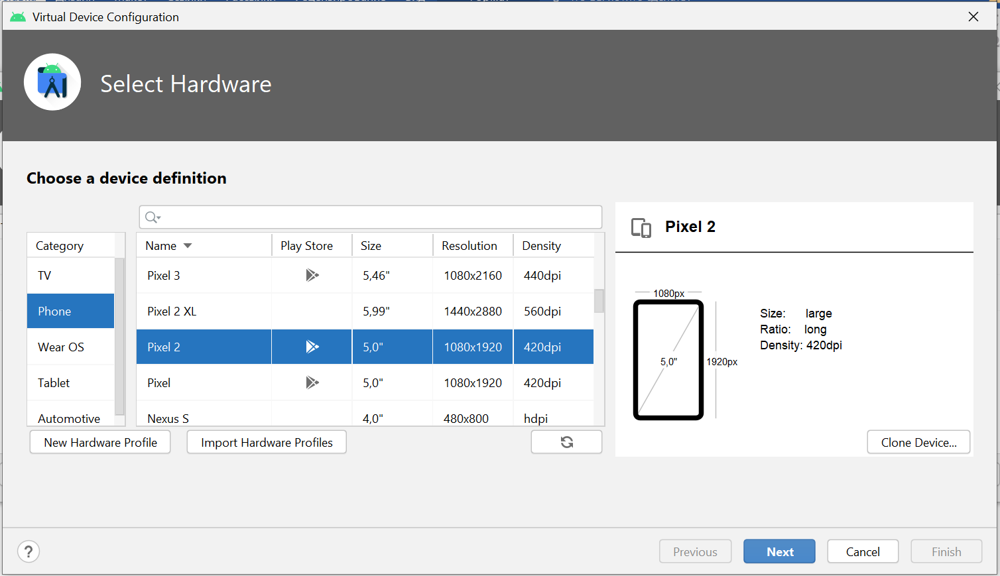 Virtual Device Configuration
Select Hardware
Choose a device definition
Category
TV
Phone
Wear OS
Tablet
Automotive
Name Play Store Size Resolution Density
Pixel 3 5,46" 1080x2160 440dpi
Pixel 2 XL 5,99" 1440x2880 560dpi
Pixel 2 5,0" 1080x1920 420dpi
Pixel 5,0" 1080x1920 420dpi
Nexus S 4,0" 480x800 hdpi
New Hardware Profile Import Hardware Profiles
Pixel 2
1080px
5,0"
1920px
Size: large
Ratio: long
Density: 420dpi
Clone Device...
? Previous Next Cancel Finish